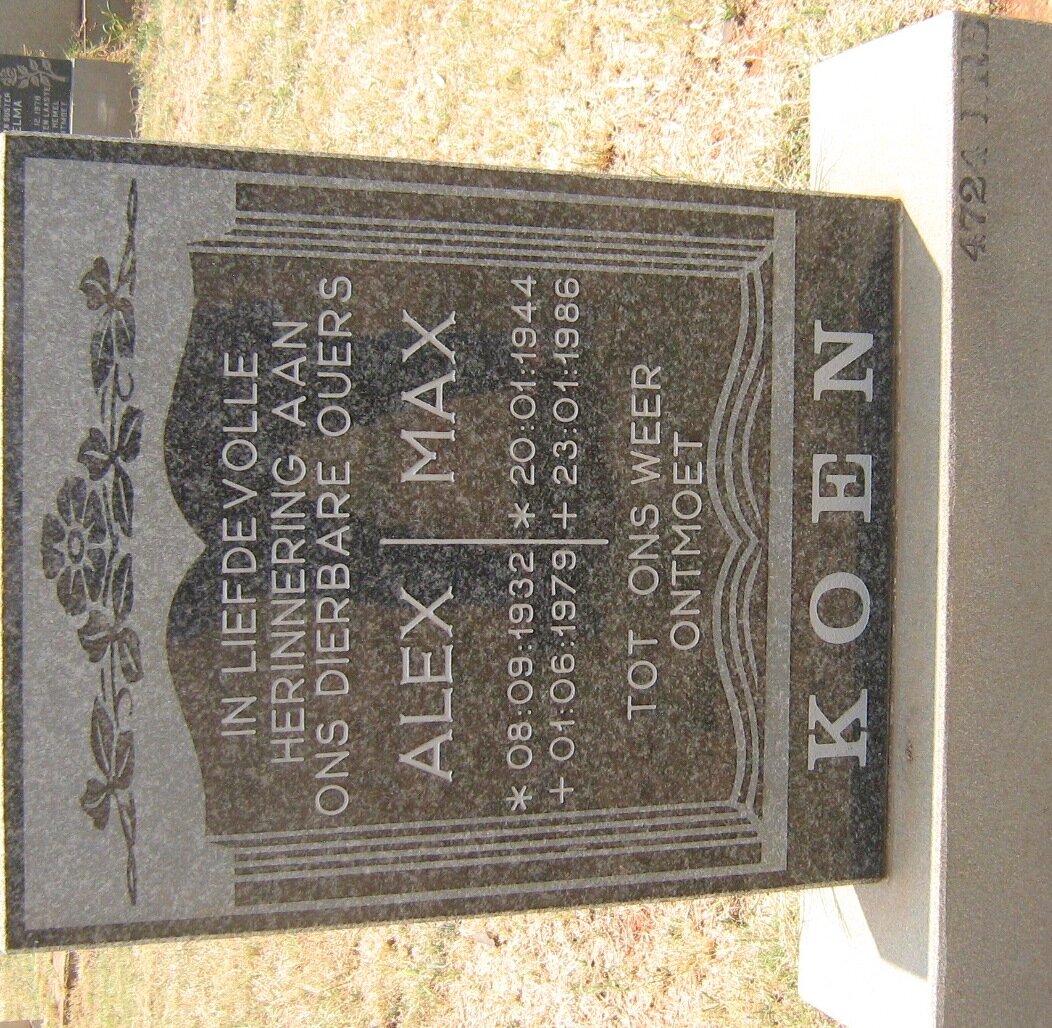 IN LIEFDEVOLLE
HERINNERING AAN
ONS DIERBARE OUERS
ALEX MAX
* 08:09:1932 * 20:01:1944
+ 01:06:1979 + 23:01:1986
TOT ONS WEER
ONTMOET
KOEN
472A
ELMA